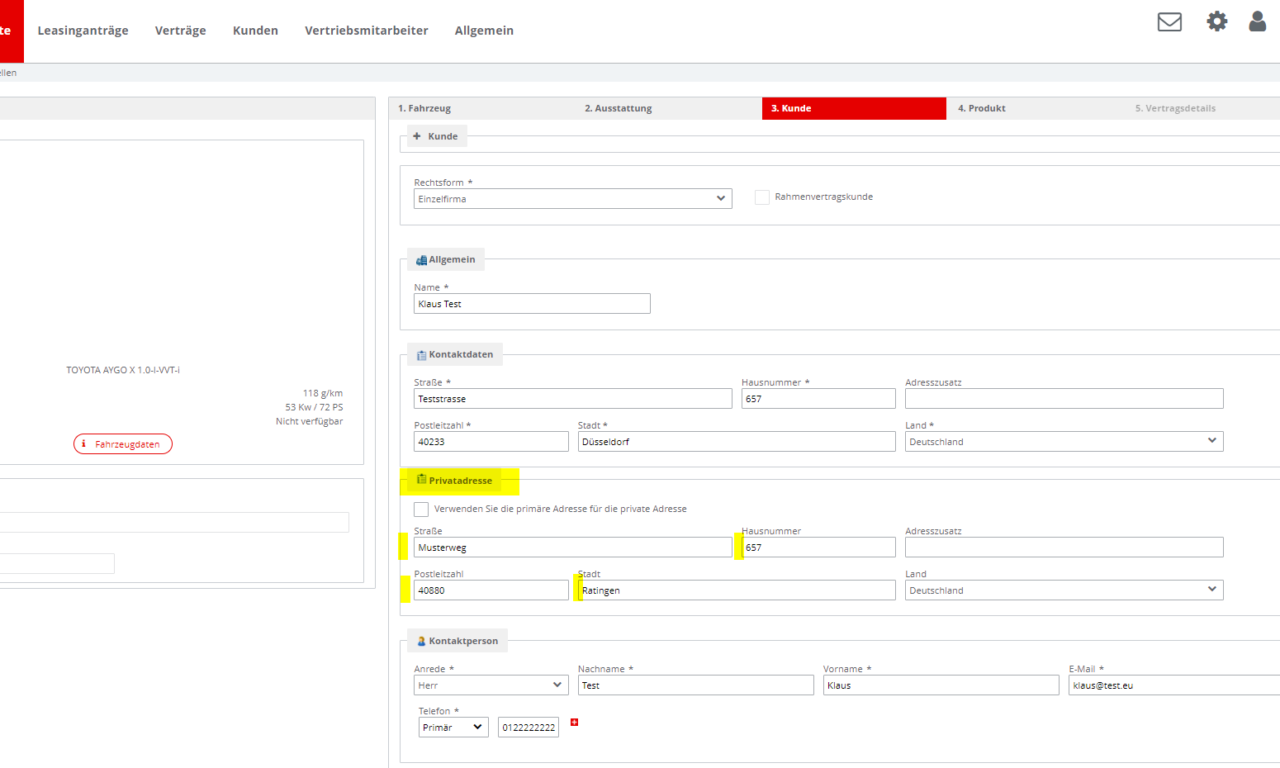 te Leasinganträge Verträge Kunden Vertriebsmitarbeiter Allgemein
ellen
1. Fahrzeug 2. Ausstattung 3. Kunde 4. Produkt 5. Vertragsdetails
+ Kunde
Rechtsform *
Einzelfirma Rahmenvertragskunde
Allgemein
Name *
Klaus Test
TOYOTA AYGO X 1.0-I-VVT-i
118 g/km
53 Kw / 72 PS
Nicht verfügbar
i Fahrzeugdaten
Kontaktdaten
Straße * Hausnummer * Adresszusatz
Teststrasse 657
Postleitzahl * Stadt * Land *
40233 Düsseldorf Deutschland
Privatadresse
Verwenden Sie die primäre Adresse für die private Adresse
Straße Hausnummer Adresszusatz
Musterweg 657
Postleitzahl Stadt Land
40880 Ratingen Deutschland
Kontaktperson
Anrede * Nachname * Vorname * E-Mail *
Herr Test Klaus klaus@test.eu
Telefon *
Primär 0122222222